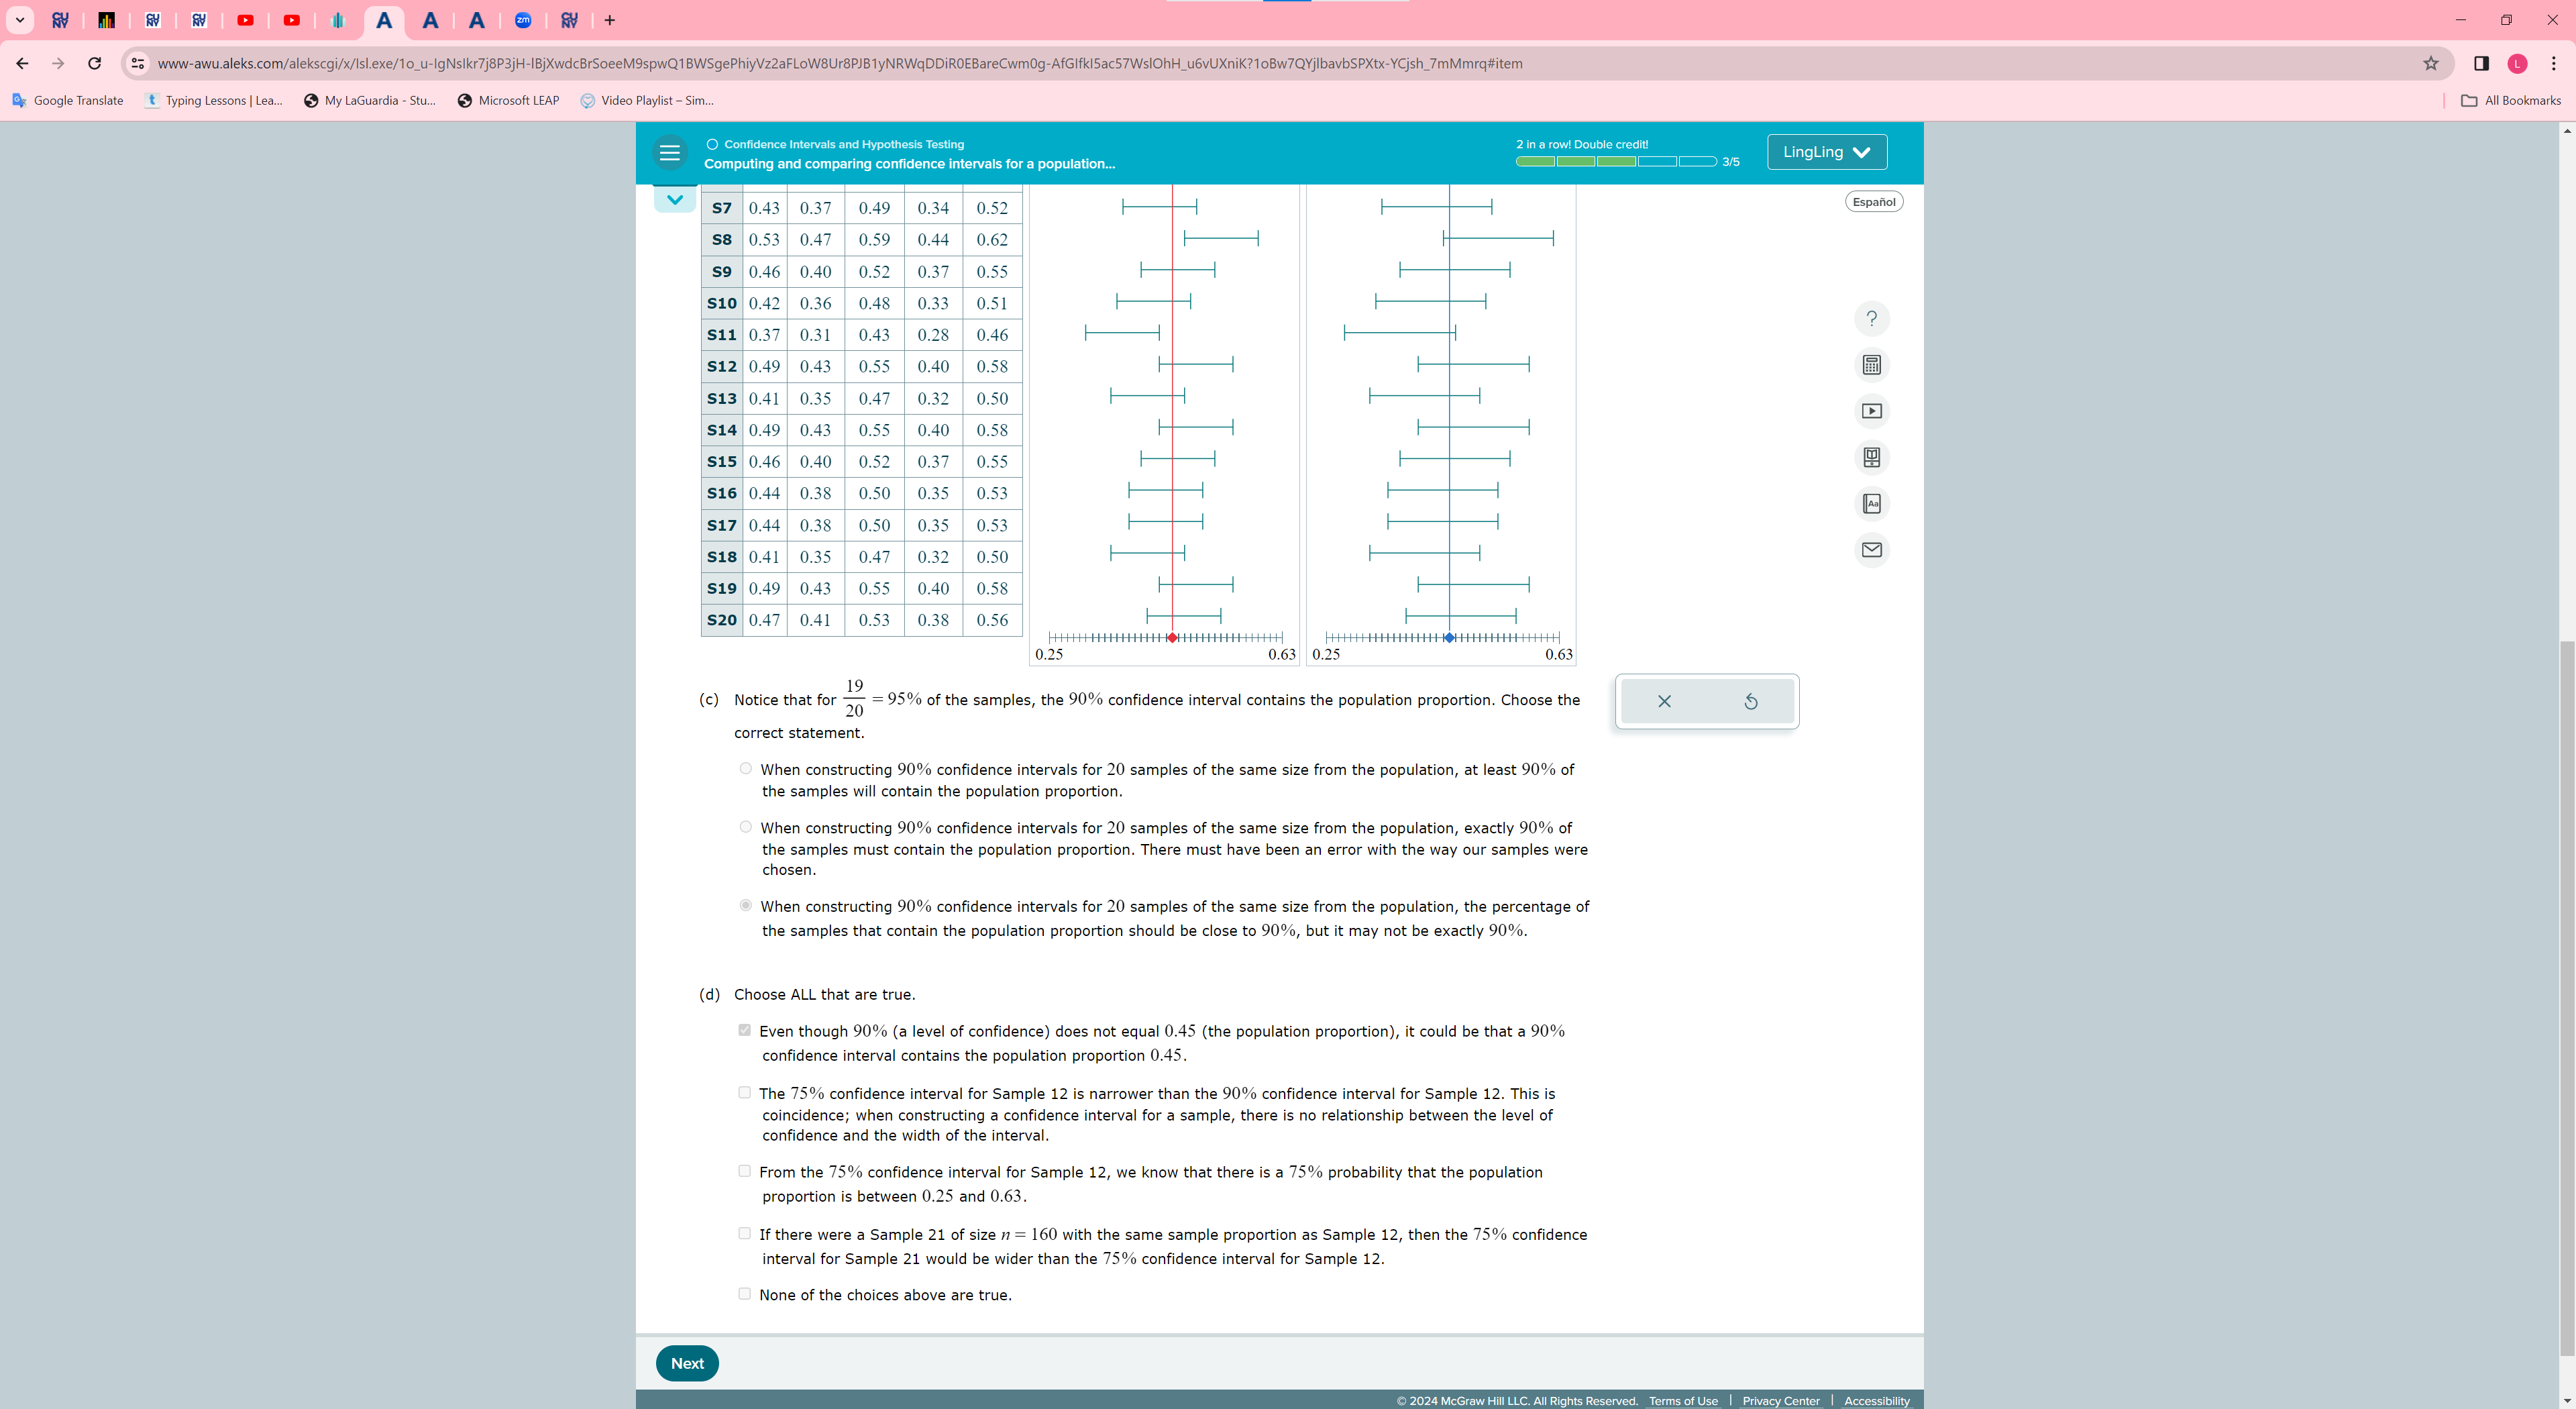 www-awu.aleks.com/alekscgi/x/Isl.exe/1o_u-IgNsIkr7j8P3jH-IBjXwdcBrSoeeM9spwQ1BWSgePhiyVz2aFLoW8Ur8PJB1yNRWqDDiR0EBareCwm0g-AfGIfkI5ac57WslOhH_u6vUXniK?1oBw7QYjlbavbSPXtx-YCjsh_7mMmrq#item
Google Translate Typing Lessons | Lea... My LaGuardia - Stu... Microsoft LEAP Video Playlist – Sim... All Bookmarks
Confidence Intervals and Hypothesis Testing
Computing and comparing confidence intervals for a population...
2 in a row! Double credit!
3/5
LingLing
Español
S7 0.43 0.37 0.49 0.34 0.52
S8 0.53 0.47 0.59 0.44 0.62
S9 0.46 0.40 0.52 0.37 0.55
S10 0.42 0.36 0.48 0.33 0.51
S11 0.37 0.31 0.43 0.28 0.46
S12 0.49 0.43 0.55 0.40 0.58
S13 0.41 0.35 0.47 0.32 0.50
S14 0.49 0.43 0.55 0.40 0.58
S15 0.46 0.40 0.52 0.37 0.55
S16 0.44 0.38 0.50 0.35 0.53
S17 0.44 0.38 0.50 0.35 0.53
S18 0.41 0.35 0.47 0.32 0.50
S19 0.49 0.43 0.55 0.40 0.58
S20 0.47 0.41 0.53 0.38 0.56
0.25 0.63 0.25 0.63
(c) Notice that for 19/20 = 95% of the samples, the 90% confidence interval contains the population proportion. Choose the
correct statement.
When constructing 90% confidence intervals for 20 samples of the same size from the population, at least 90% of
the samples will contain the population proportion.
When constructing 90% confidence intervals for 20 samples of the same size from the population, exactly 90% of
the samples must contain the population proportion. There must have been an error with the way our samples were
chosen.
When constructing 90% confidence intervals for 20 samples of the same size from the population, the percentage of
the samples that contain the population proportion should be close to 90%, but it may not be exactly 90%.
(d) Choose ALL that are true.
Even though 90% (a level of confidence) does not equal 0.45 (the population proportion), it could be that a 90%
confidence interval contains the population proportion 0.45.
The 75% confidence interval for Sample 12 is narrower than the 90% confidence interval for Sample 12. This is
coincidence; when constructing a confidence interval for a sample, there is no relationship between the level of
confidence and the width of the interval.
From the 75% confidence interval for Sample 12, we know that there is a 75% probability that the population
proportion is between 0.25 and 0.63.
If there were a Sample 21 of size n = 160 with the same sample proportion as Sample 12, then the 75% confidence
interval for Sample 21 would be wider than the 75% confidence interval for Sample 12.
None of the choices above are true.
Next
© 2024 McGraw Hill LLC. All Rights Reserved. Terms of Use | Privacy Center | Accessibility